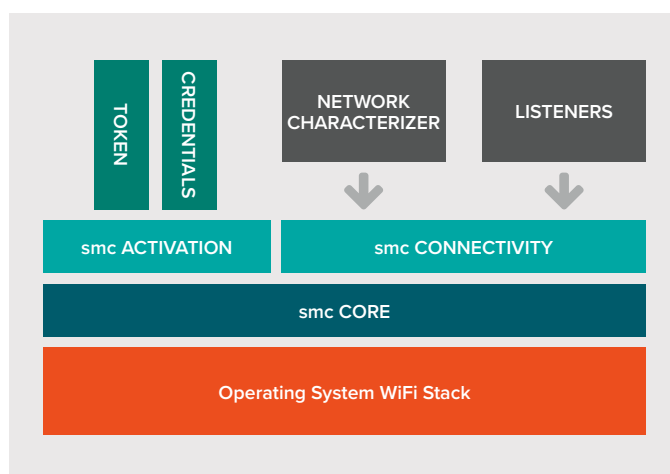 TOKEN
CREDENTIALS
NETWORK
CHARACTERIZER
LISTENERS
smc ACTIVATION
smc CONNECTIVITY
smc CORE
Operating System WiFi Stack